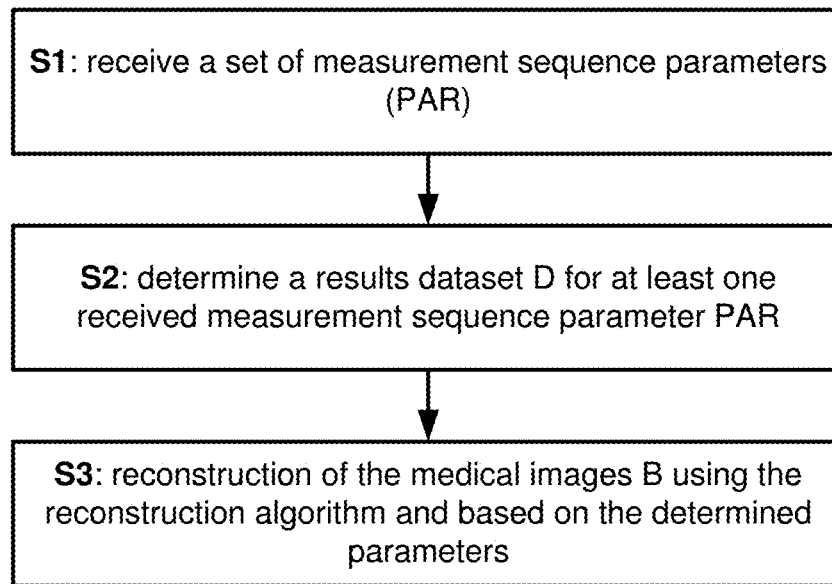 S1: receive a set of measurement sequence parameters
(PAR)
S2: determine a results dataset D for at least one
received measurement sequence parameter PAR
S3: reconstruction of the medical images B using the
reconstruction algorithm and based on the determined
parameters